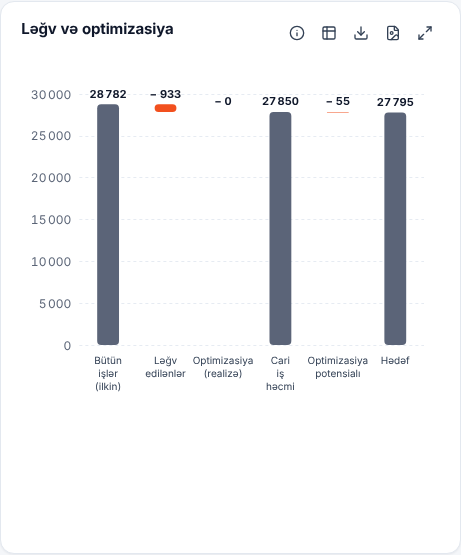 Ləğv və optimizasiya
28 782
– 933
– 0
27 850
– 55
27 795
30 000
25 000
20 000
15 000
10 000
5 000
0
Bütün
işlər
(ilkin)
Ləğv
edilənlər
Optimizasiya
(realizə)
Cari
iş
həcmi
Optimizasiya
potensialı
Hədəf